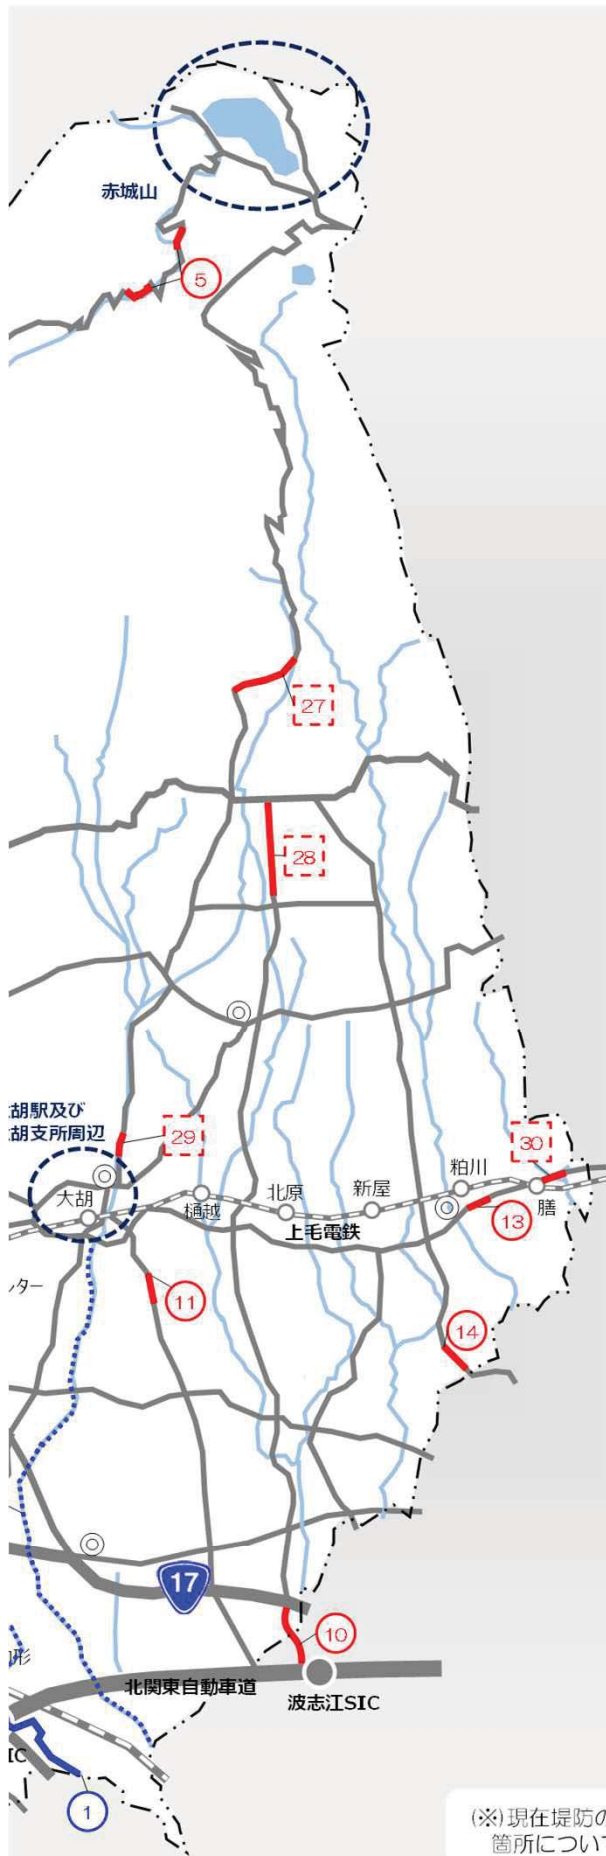 赤城山
5
27
28
胡駅及び
胡支所周辺
29
30
大胡
樋越
北原
新屋
粕川
膳
上毛電鉄
13
ター
11
14
17
10
形
北関東自動車道
波志江SIC
IC
1
(※)現在堤防の
箇所につい